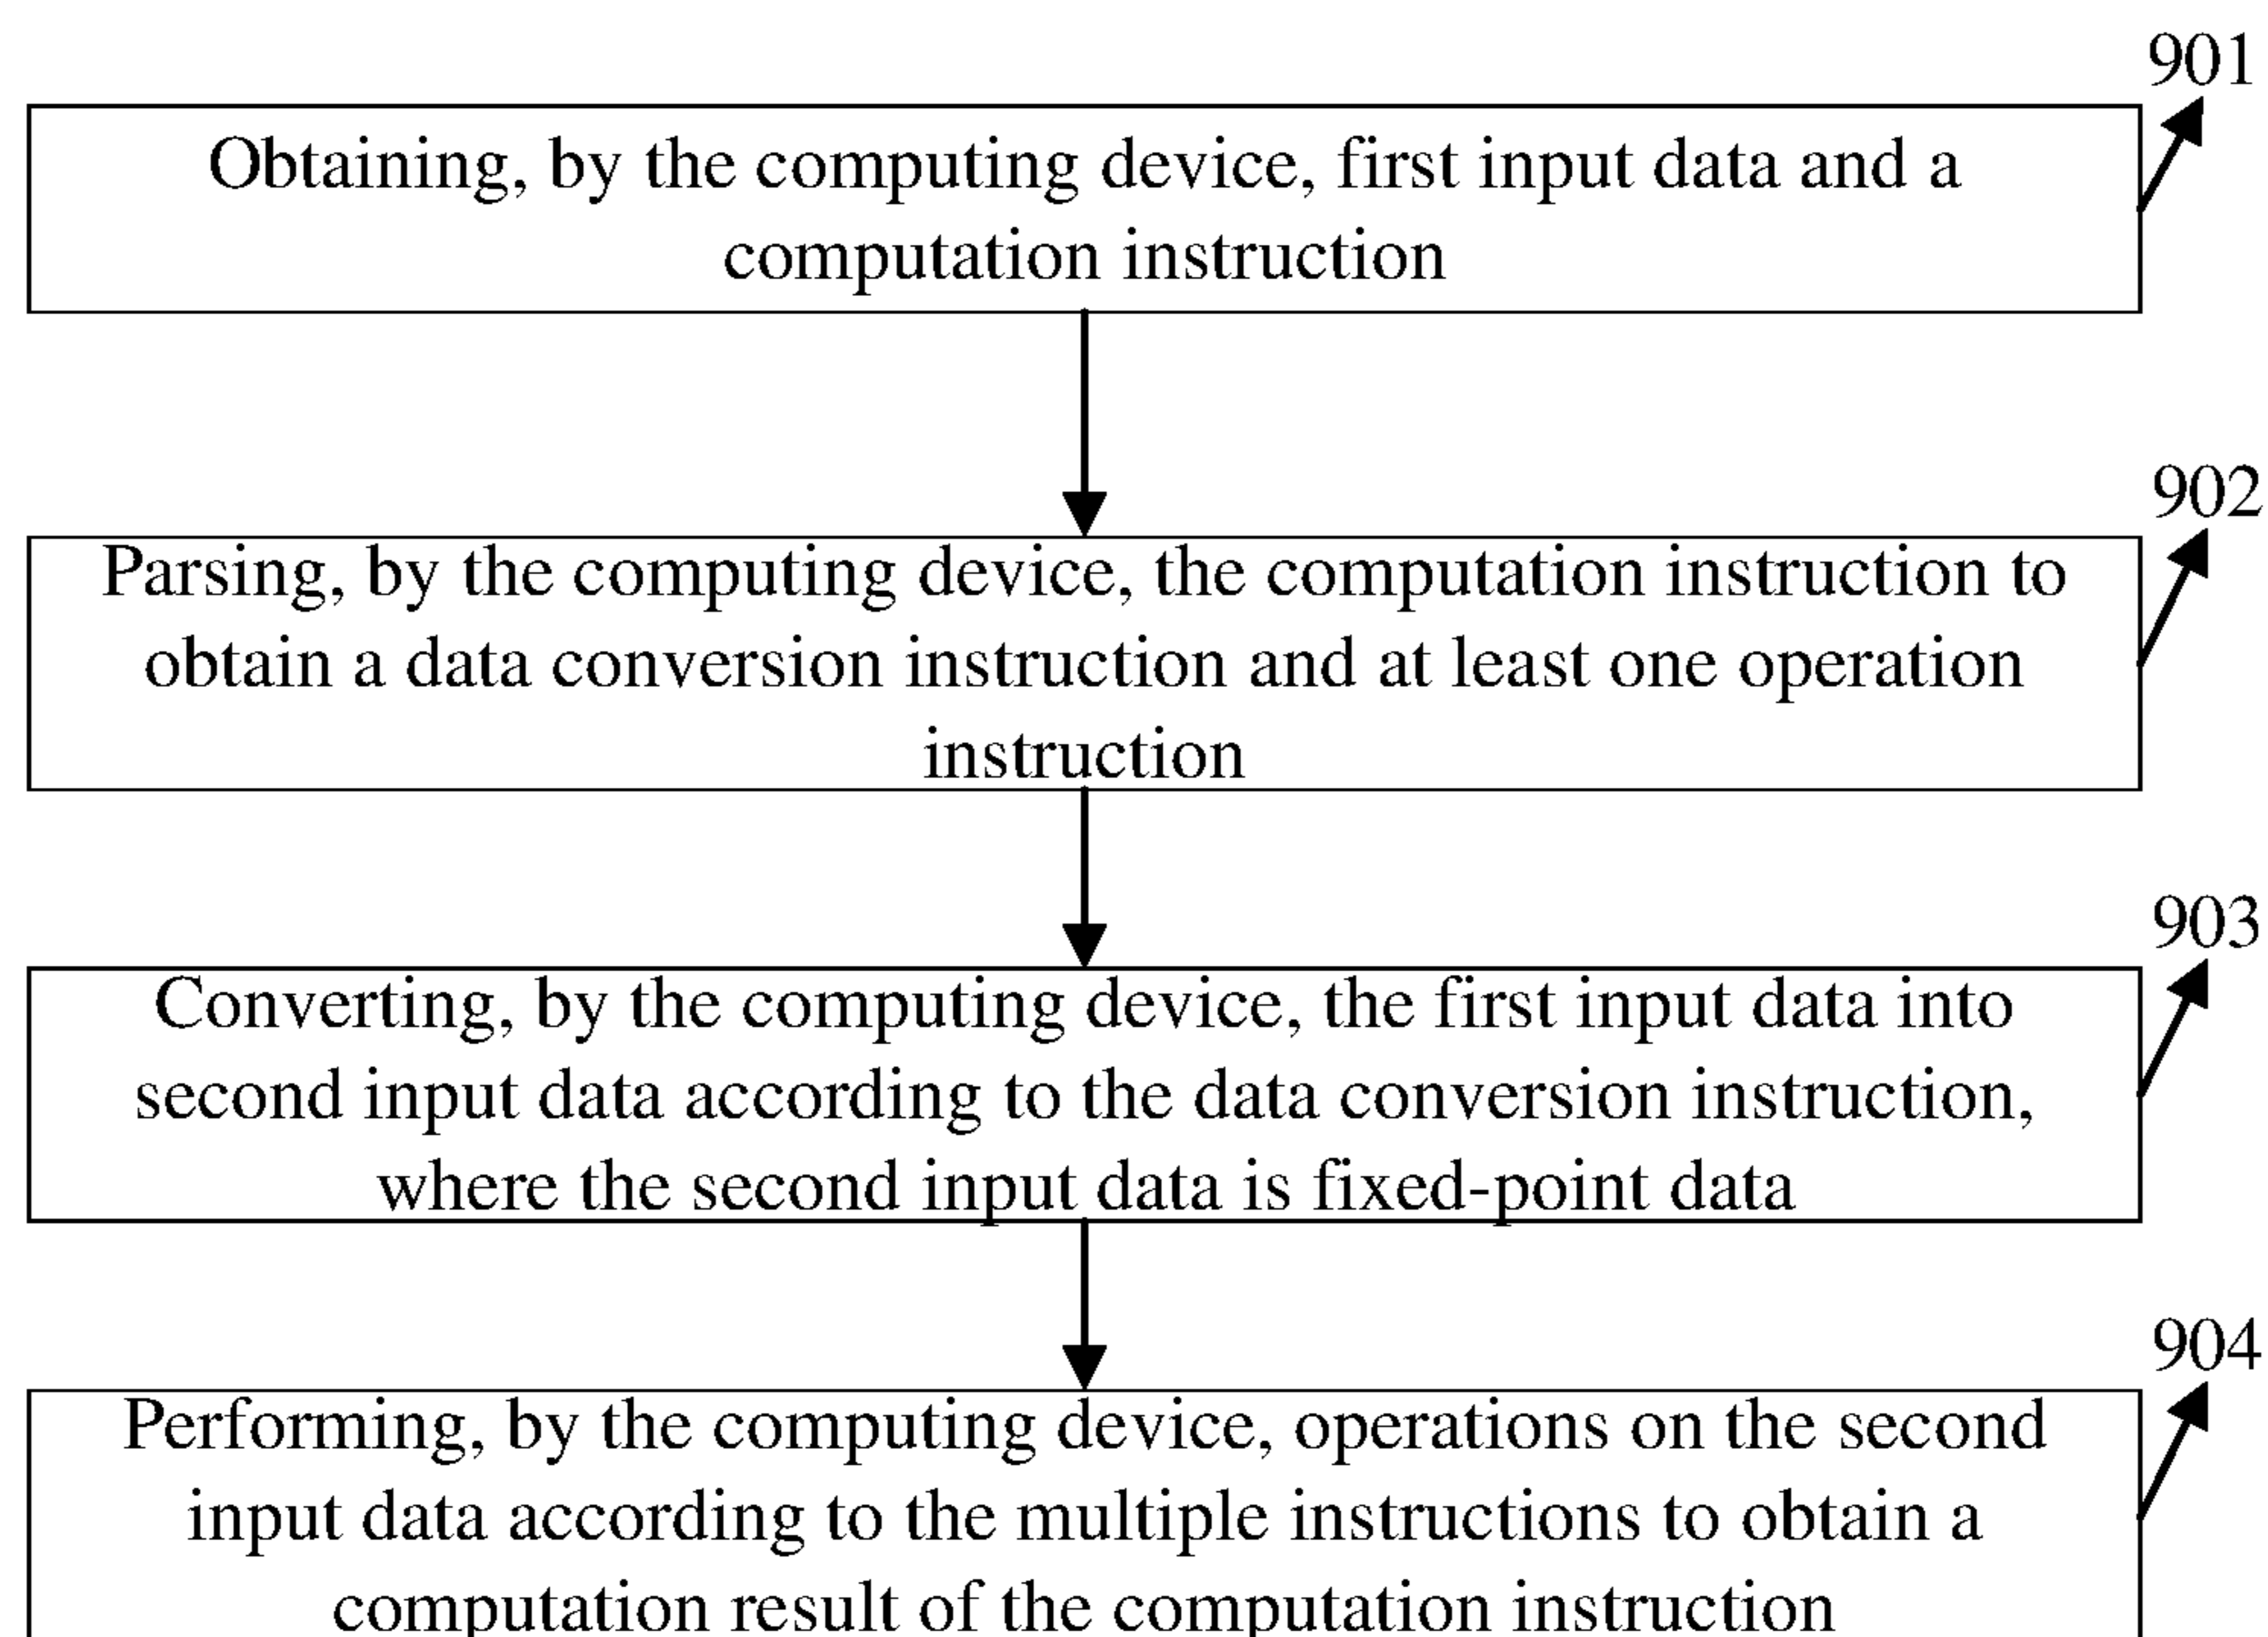 901
Obtaining, by the computing device, first input data and a
computation instruction
902
Parsing, by the computing device, the computation instruction to
obtain a data conversion instruction and at least one operation
instruction
903
Converting, by the computing device, the first input data into
second input data according to the data conversion instruction,
where the second input data is fixed-point data
904
Performing, by the computing device, operations on the second
input data according to the multiple instructions to obtain a
computation result of the computation instruction